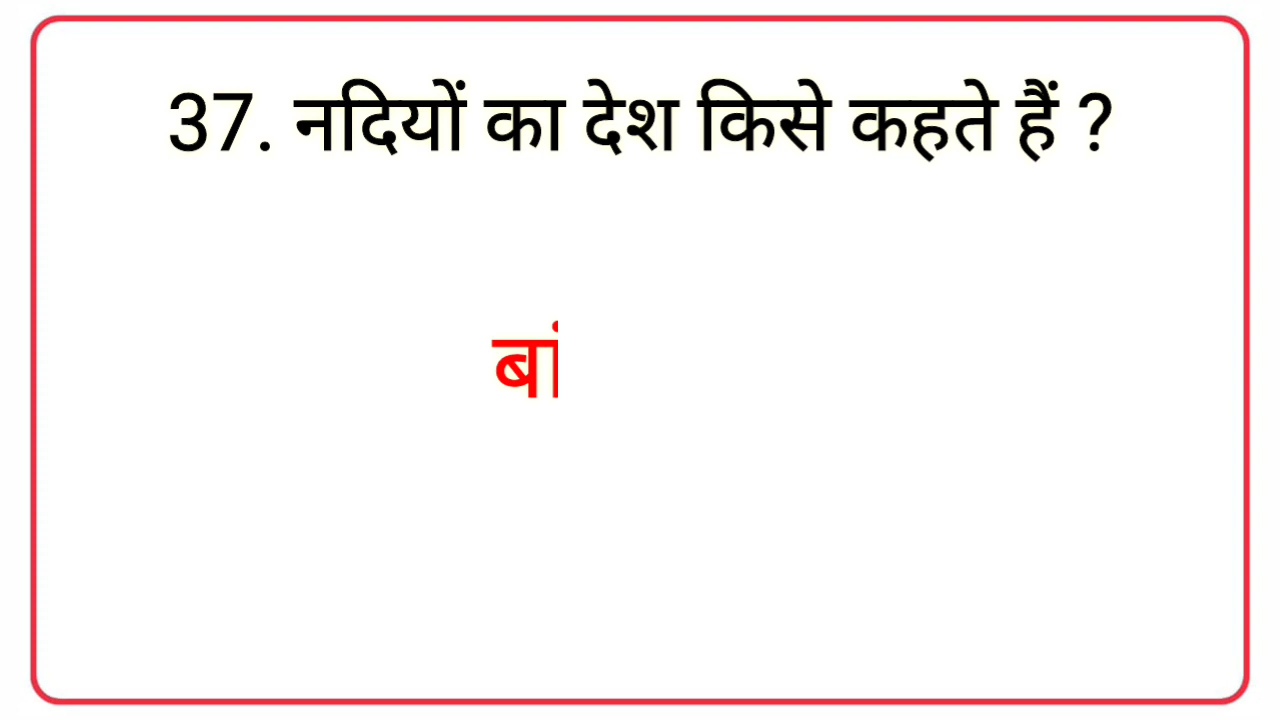 37. नदियों का देश किसे कहते हैं ?
बां